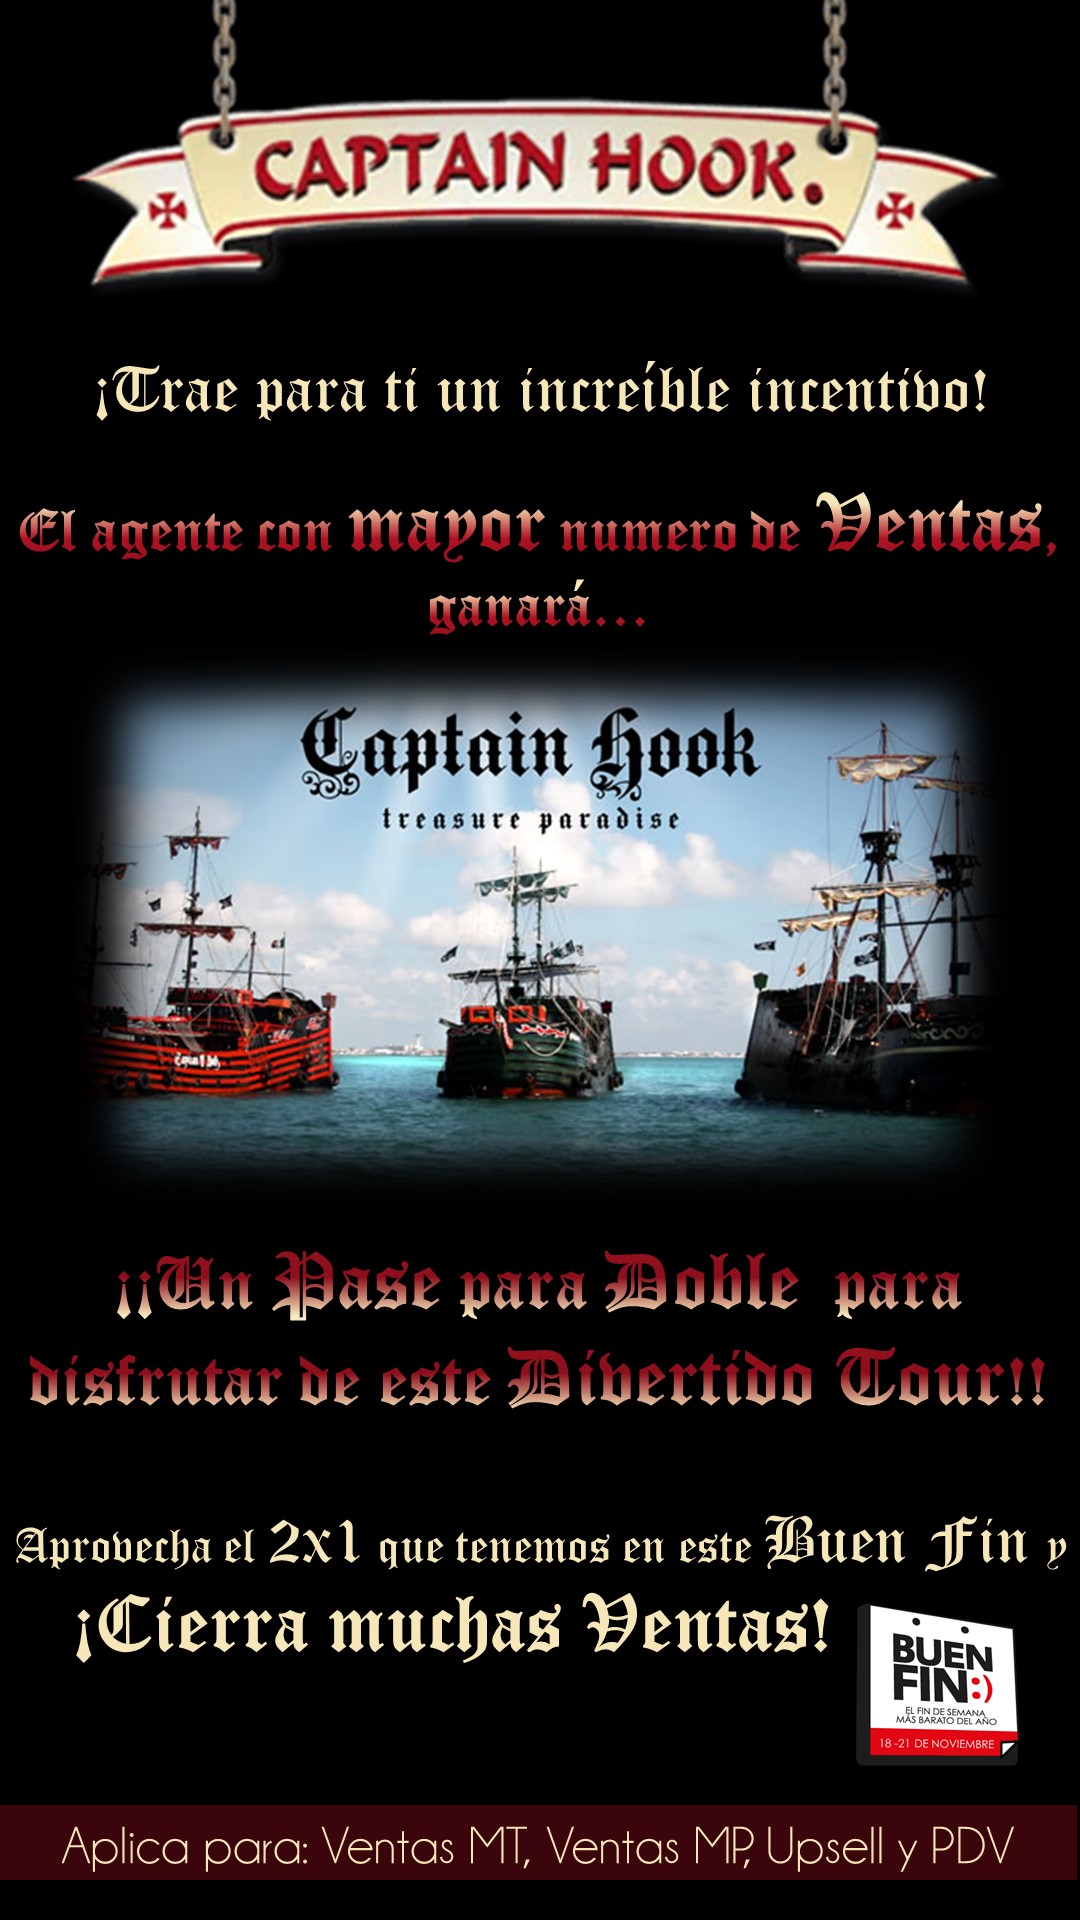 CAPTAIN HOOK.
¡Trae para ti un increíble incentivo!
El agente con mayor numero de Ventas,
ganará...
Captain Hook
treasure paradise
¡¡Un Pase para Doble para
disfrutar de este Divertido Tour!!
Aprovecha el 2x1 que tenemos en este Buen Fin y
¡Cierra muchas Ventas!
BUEN
FIN:)
EL FIN DE SEMANA
MÁS BARATO DEL AÑO
18 -21 DE NOVIEMBRE
Aplica para: Ventas MT, Ventas MP, Upsell y PDV